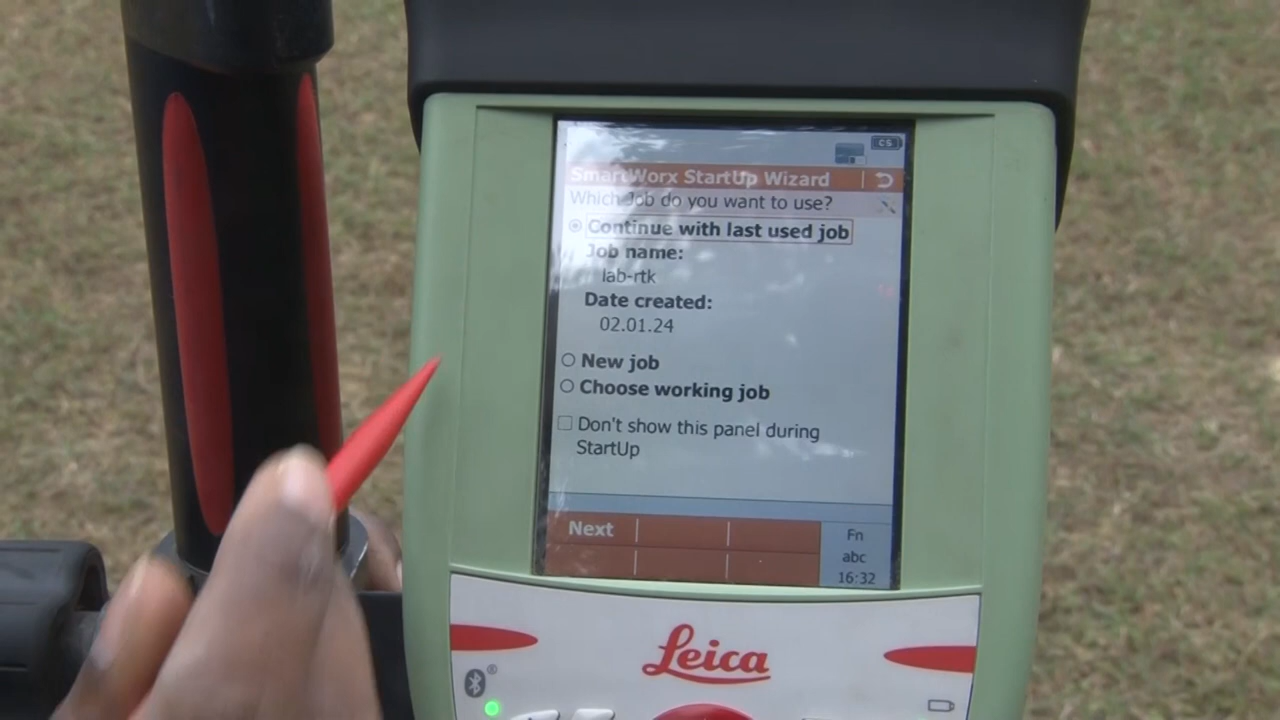 CS
SmartWorx StartUp Wizard
Which Job do you want to use?
Continue with last used job
Job name:
lab-rtk
Date created:
02.01.24
New job
Choose working job
Don't show this panel during
StartUp
Next
Fn
abc
16:32
Leica
®